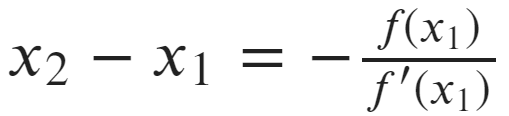 x₂ − x₁ = − f(x₁) / f′(x₁)